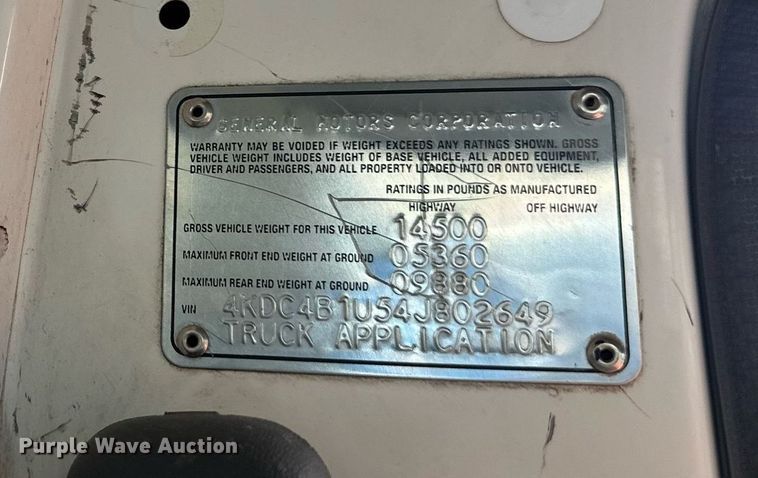 GENERAL MOTORS CORPORATION
WARRANTY MAY BE VOIDED IF WEIGHT EXCEEDS ANY RATINGS SHOWN. GROSS
VEHICLE WEIGHT INCLUDES WEIGHT OF BASE VEHICLE, ALL ADDED EQUIPMENT,
DRIVER AND PASSENGERS, AND ALL PROPERTY LOADED INTO OR ONTO VEHICLE.
RATINGS IN POUNDS AS MANUFACTURED
HIGHWAY OFF HIGHWAY
GROSS VEHICLE WEIGHT FOR THIS VEHICLE 14500
MAXIMUM FRONT END WEIGHT AT GROUND 05360
MAXIMUM REAR END WEIGHT AT GROUND 09880
VIN 4KDC4B1U54J802649
TRUCK APPLICATION
Purple Wave Auction